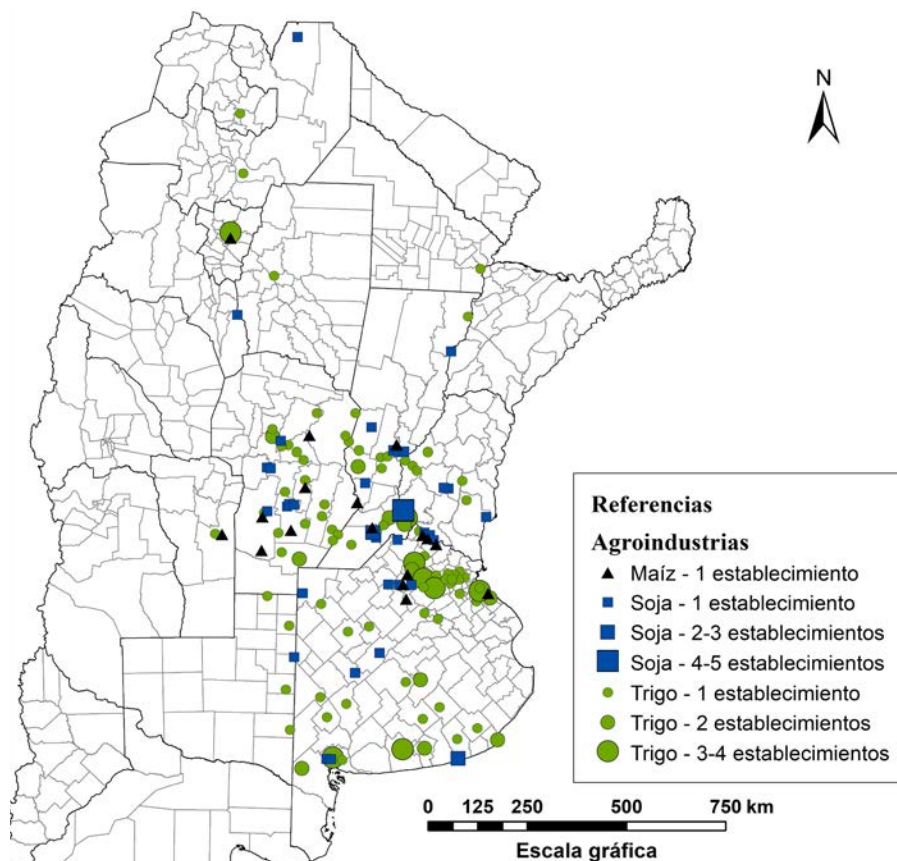 N
Referencias
Agroindustrias
Maíz - 1 establecimiento
Soja - 1 establecimiento
Soja - 2-3 establecimientos
Soja - 4-5 establecimientos
Trigo - 1 establecimiento
Trigo - 2 establecimientos
Trigo - 3-4 establecimientos
0 125 250 500 750 km
Escala gráfica